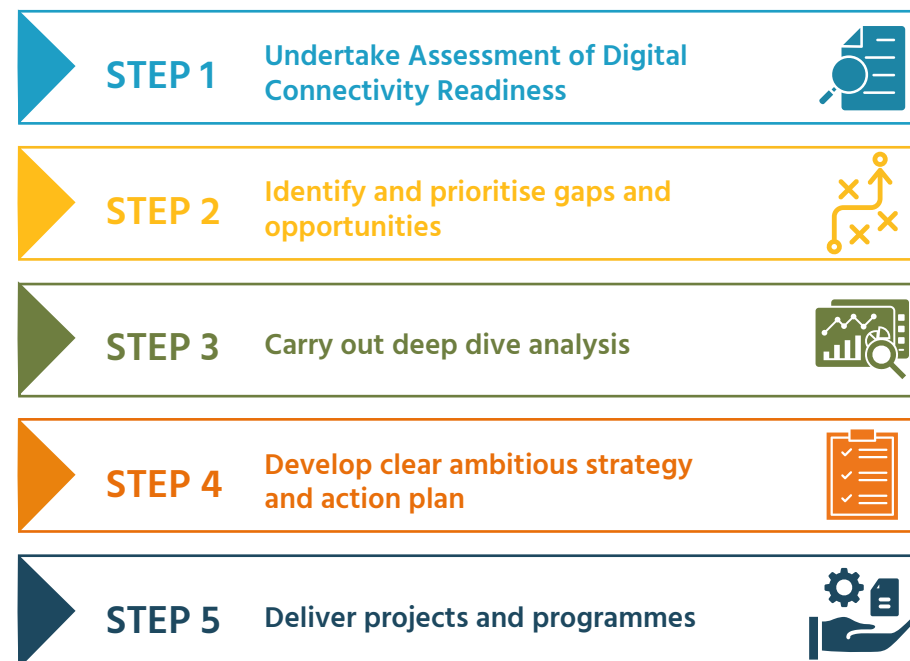 STEP 1
Undertake Assessment of Digital
Connectivity Readiness
STEP 2
Identify and prioritise gaps and
opportunities
STEP 3
Carry out deep dive analysis
STEP 4
Develop clear ambitious strategy
and action plan
STEP 5
Deliver projects and programmes